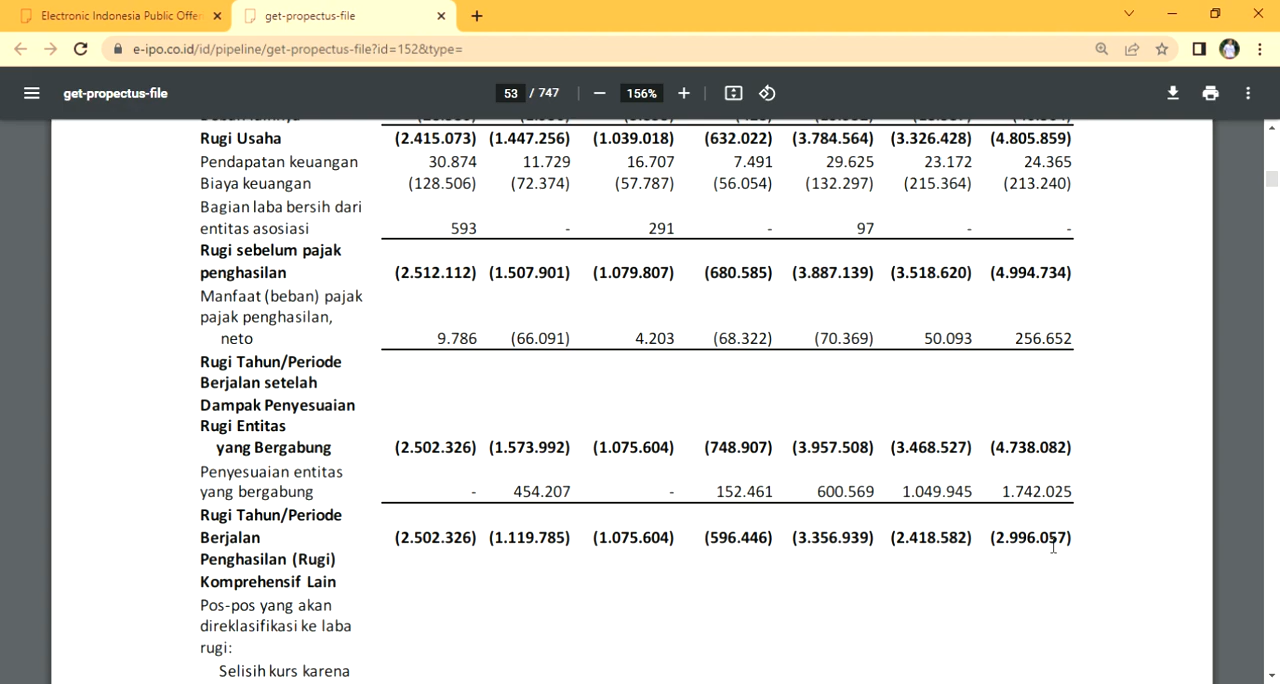 Electronic Indonesia Public Offe
get-propectus-file
e-ipo.co.id/id/pipeline/get-propectus-file?id=152&type=
get-propectus-file
53 / 747
156%
Rugi Usaha (2.415.073) (1.447.256) (1.039.018) (632.022) (3.784.564) (3.326.428) (4.805.859)
Pendapatan keuangan 30.874 11.729 16.707 7.491 29.625 23.172 24.365
Biaya keuangan (128.506) (72.374) (57.787) (56.054) (132.297) (215.364) (213.240)
Bagian laba bersih dari
entitas asosiasi 593 - 291 - 97 - -
Rugi sebelum pajak
penghasilan (2.512.112) (1.507.901) (1.079.807) (680.585) (3.887.139) (3.518.620) (4.994.734)
Manfaat (beban) pajak
pajak penghasilan,
neto 9.786 (66.091) 4.203 (68.322) (70.369) 50.093 256.652
Rugi Tahun/Periode
Berjalan setelah
Dampak Penyesuaian
Rugi Entitas
yang Bergabung (2.502.326) (1.573.992) (1.075.604) (748.907) (3.957.508) (3.468.527) (4.738.082)
Penyesuaian entitas
yang bergabung - 454.207 - 152.461 600.569 1.049.945 1.742.025
Rugi Tahun/Periode
Berjalan (2.502.326) (1.119.785) (1.075.604) (596.446) (3.356.939) (2.418.582) (2.996.057)
Penghasilan (Rugi)
Komprehensif Lain
Pos-pos yang akan
direklasifikasi ke laba
rugi:
Selisih kurs karena